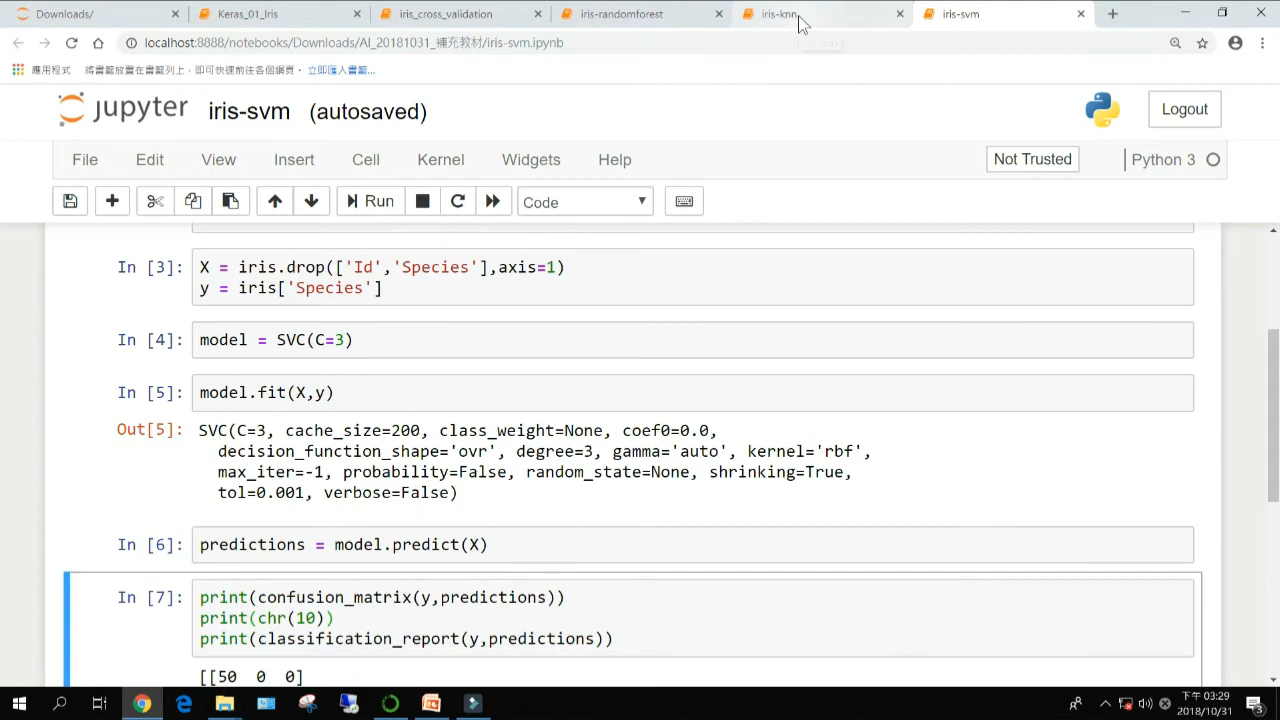 Downloads/
Keras_01_Iris
iris_cross_validation
iris-randomforest
iris-knn
iris-svm
localhost:8888/notebooks/Downloads/AI_20181031_補充教材/iris-svm.ipynb
應用程式
將書籤放置在書籤列上，即可快速前往各個網頁。
立即匯入書籤...
jupyter
iris-svm (autosaved)
Logout
File Edit View Insert Cell Kernel Widgets Help
Not Trusted
Python 3
Run
Code
In [3]: X = iris.drop(['Id','Species'],axis=1)
y = iris['Species']
In [4]: model = SVC(C=3)
In [5]: model.fit(X,y)
Out[5]: SVC(C=3, cache_size=200, class_weight=None, coef0=0.0,
decision_function_shape='ovr', degree=3, gamma='auto', kernel='rbf',
max_iter=-1, probability=False, random_state=None, shrinking=True,
tol=0.001, verbose=False)
In [6]: predictions = model.predict(X)
In [7]: print(confusion_matrix(y,predictions))
print(chr(10))
print(classification_report(y,predictions))
[[50 0 0]
下午 03:29
2018/10/31